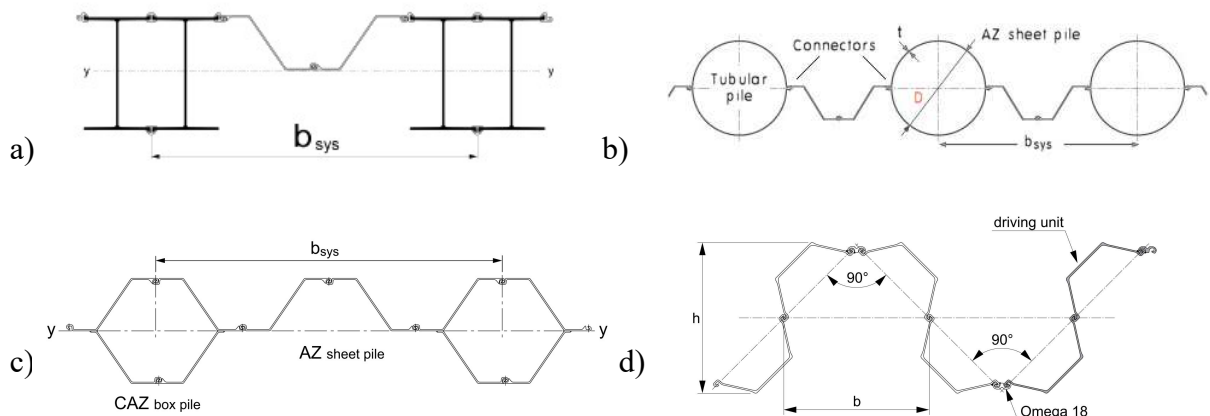 a)
y
y
b sys
b)
t
Connectors
AZ sheet pile
Tubular
pile
D
bsys
c)
bsys
y
y
AZ sheet pile
CAZ box pile
d)
driving unit
90°
h
90°
b
Omega 18